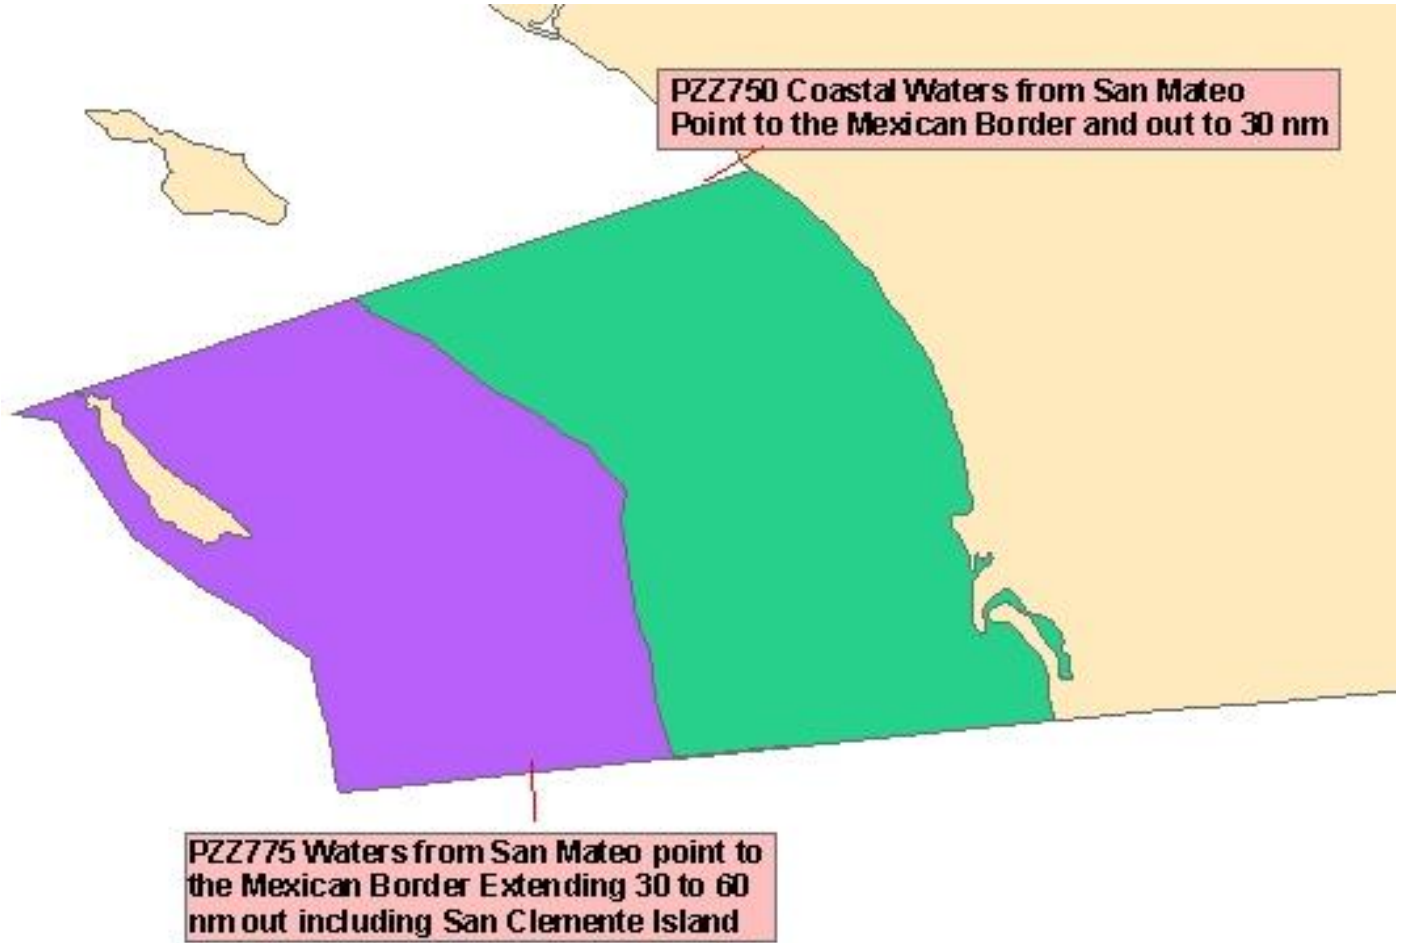 PZZ750 Coastal Waters from San Mateo
Point to the Mexican Border and out to 30 nm
PZZ775 Waters from San Mateo point to
the Mexican Border Extending 30 to 60
nm out including San Clemente Island